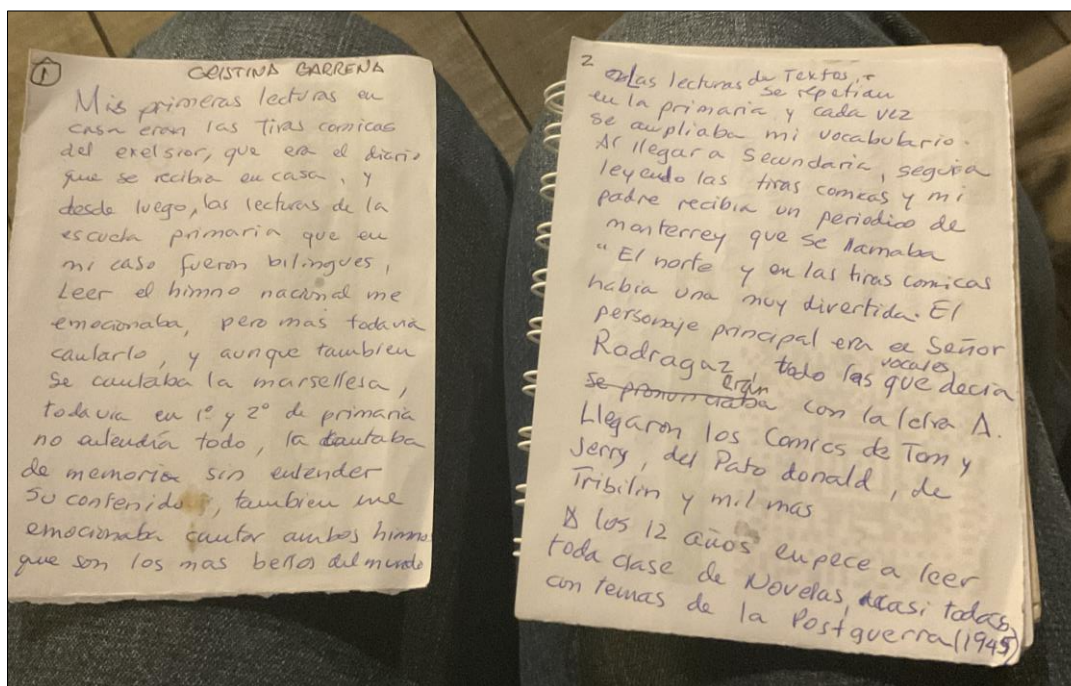 1
CRISTINA BARRENA
Mis primeras lecturas en
casa eran las tiras comicas
del exelsior, que era el diario
que se recibia en casa, y
desde luego, las lecturas de la
escuela primaria que en
mi caso fueron bilingues,
Leer el himno nacional me
emocionaba, pero mas todavia
cantarlo, y aunque tambien
se cantaba la marsellesa,
todavia en 1º y 2º de primaria
no entendia todo, la cantaba
de memoria sin entender
su contenido, tambien me
emocionaba cantar ambos himnos
que son los mas bellos del mundo
2
Las lecturas de Textos,
se repetian
en la primaria y cada vez
se ampliaba mi vocabulario.
Al llegar a Secundaria, seguia
leyendo las tiras comicas y mi
padre recibia un periodico de
monterrey que se llamaba
"El norte y en las tiras comicas
habia una muy divertida. El
personaje principal era el Señor
Radragaz, todo las vocales que decia
se pronunciaba eran con la letra A.
Llegaron los Comics de Tom y
Jerry, del Pato donald, de
Tribilin y mil mas
A los 12 años empece a leer
toda clase de Novelas, casi todas
con temas de la Postguerra (1945)